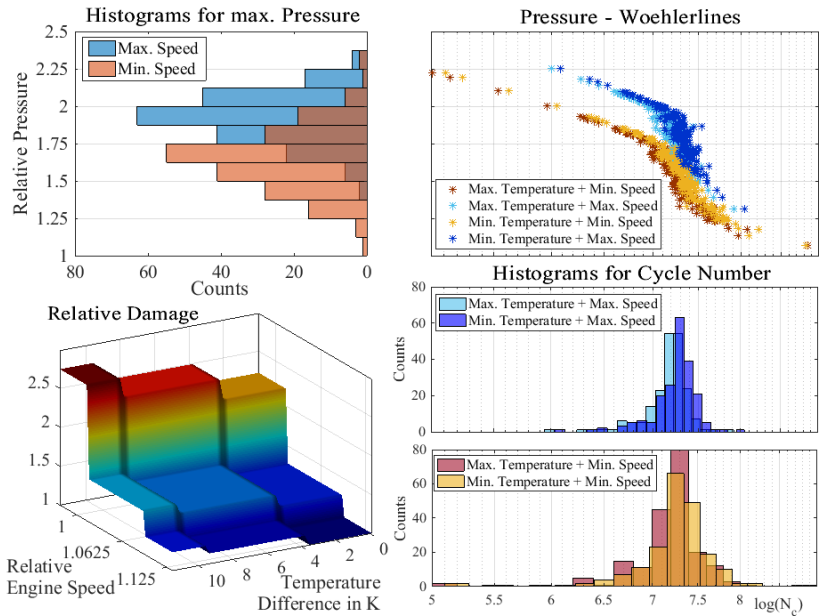 Histograms for max. Pressure
Max. Speed
Min. Speed
2.5
2.25
2
1.75
1.5
1.25
1
Relative Pressure
80
60
40
20
0
Counts
Pressure - Woehlerlines
Max. Temperature + Min. Speed
Max. Temperature + Max. Speed
Min. Temperature + Min. Speed
Min. Temperature + Max. Speed
Relative Damage
2.5
2
1.5
1
1
1.0625
1.125
Relative
Engine Speed
10
8
6
4
2
0
Temperature
Difference in K
Histograms for Cycle Number
Max. Temperature + Max. Speed
Min. Temperature + Max. Speed
80
60
40
20
0
Counts
Max. Temperature + Min. Speed
Min. Temperature + Min. Speed
80
60
40
20
0
Counts
5
6
6.5
7
7.5
8
log(N_c)